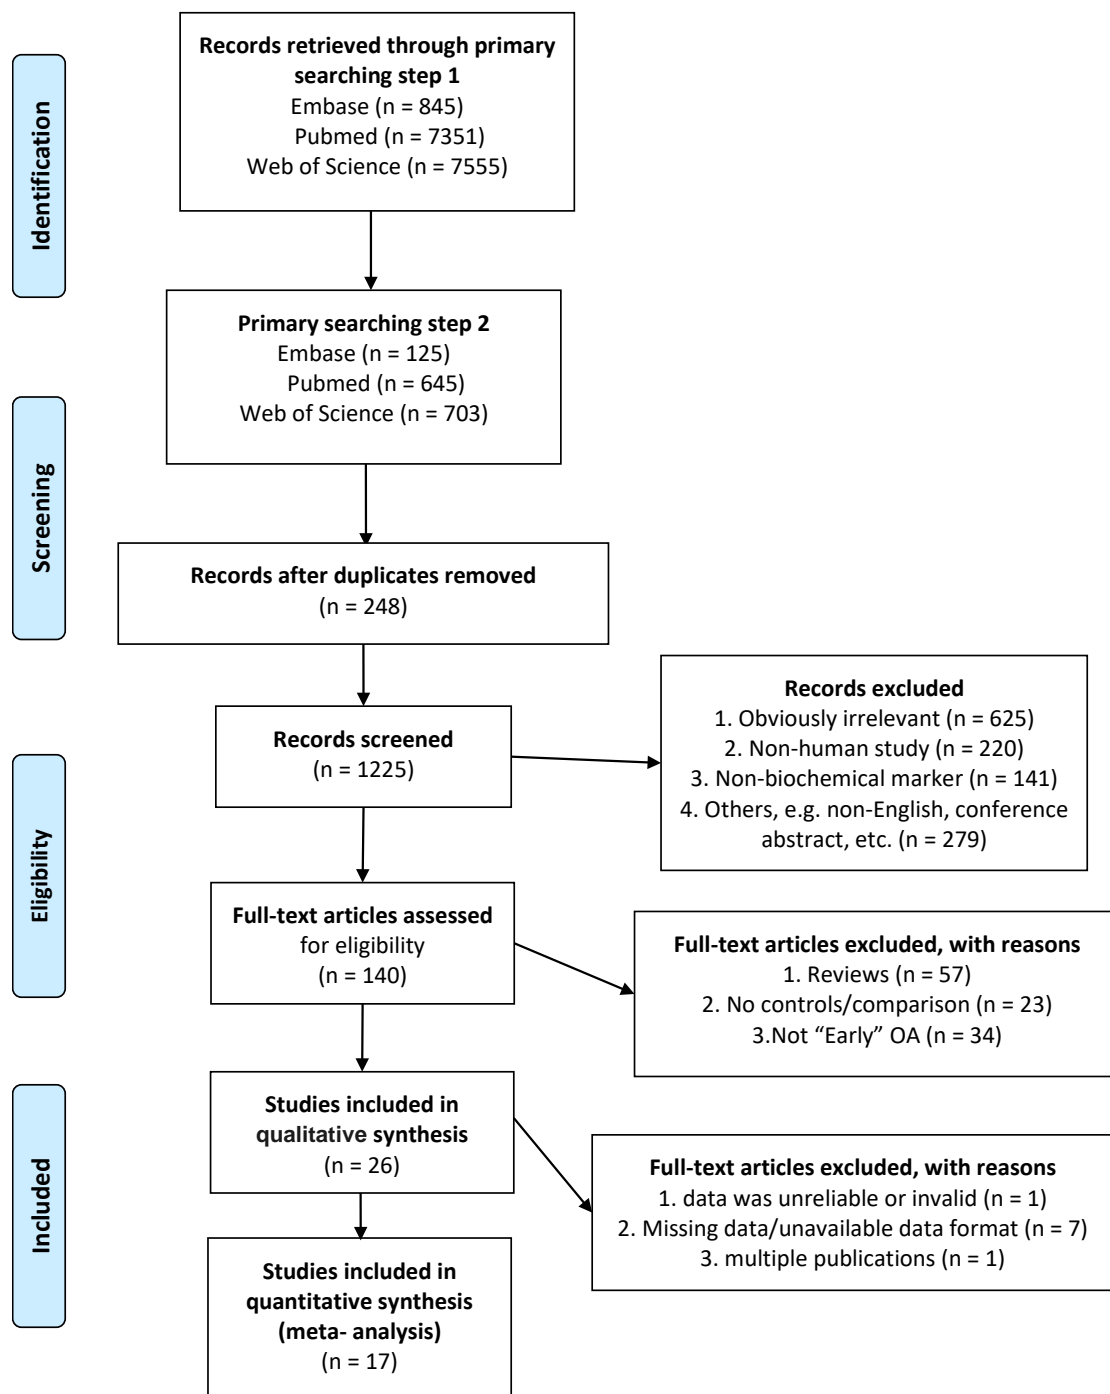 Identification
Records retrieved through primary
searching step 1
Embase (n = 845)
Pubmed (n = 7351)
Web of Science (n = 7555)
Primary searching step 2
Embase (n = 125)
Pubmed (n = 645)
Web of Science (n = 703)
Screening
Records after duplicates removed
(n = 248)
Records screened
(n = 1225)
Records excluded
1. Obviously irrelevant (n = 625)
2. Non-human study (n = 220)
3. Non-biochemical marker (n = 141)
4. Others, e.g. non-English, conference
abstract, etc. (n = 279)
Eligibility
Full-text articles assessed
for eligibility
(n = 140)
Full-text articles excluded, with reasons
1. Reviews (n = 57)
2. No controls/comparison (n = 23)
3.Not “Early” OA (n = 34)
Included
Studies included in
qualitative synthesis
(n = 26)
Full-text articles excluded, with reasons
1. data was unreliable or invalid (n = 1)
2. Missing data/unavailable data format (n = 7)
3. multiple publications (n = 1)
Studies included in
quantitative synthesis
(meta- analysis)
(n = 17)